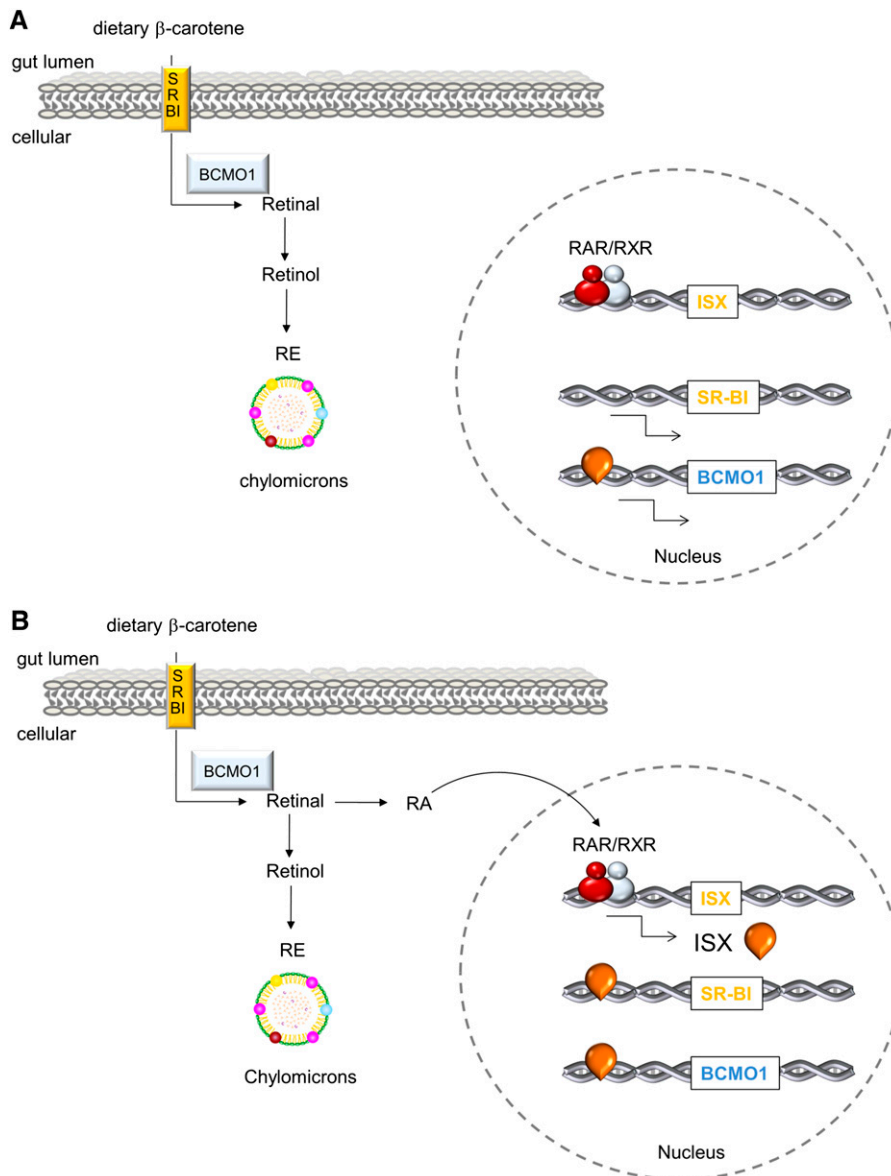 A
dietary β-carotene
gut lumen
S
R
BI
cellular
BCMO1
Retinal
Retinol
RE
chylomicrons
RAR/RXR
ISX
SR-BI
BCMO1
Nucleus
B
dietary β-carotene
gut lumen
S
R
BI
cellular
BCMO1
Retinal
RA
Retinol
RE
Chylomicrons
RAR/RXR
ISX
ISX
SR-BI
BCMO1
Nucleus